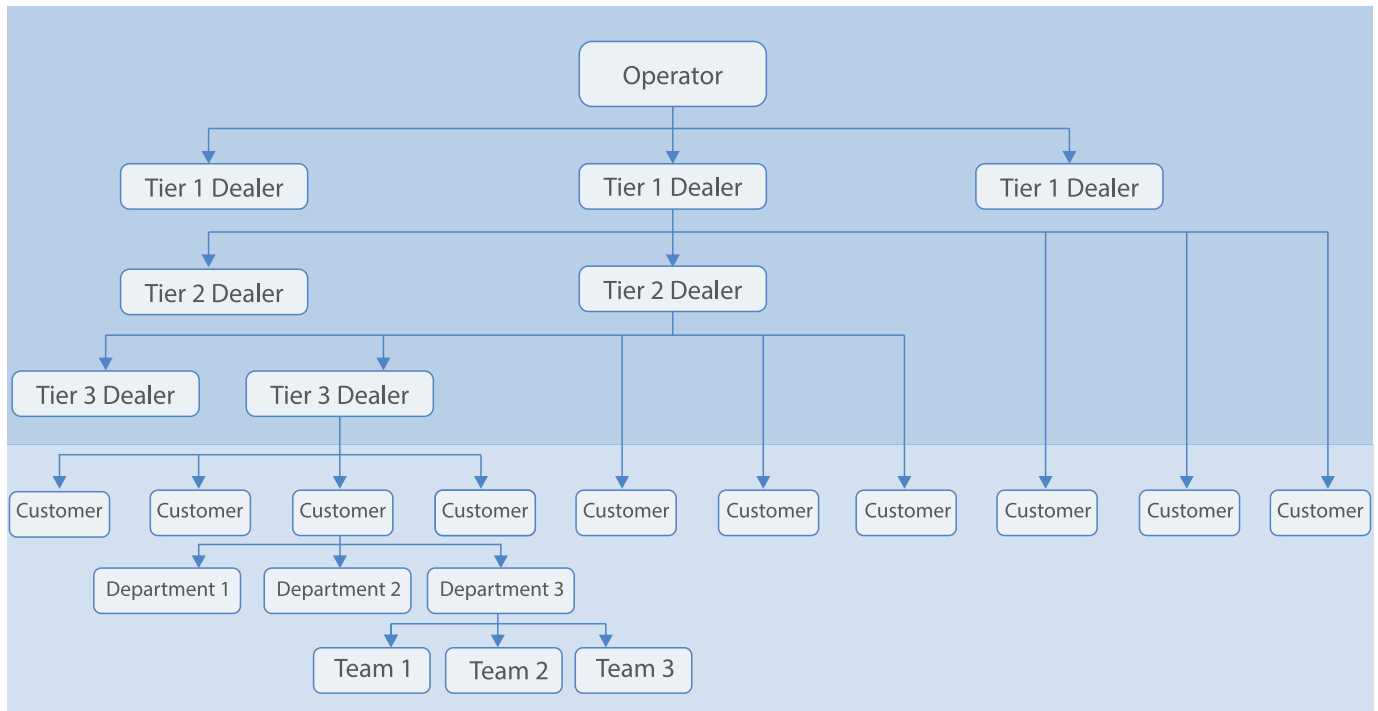 Operator
Tier 1 Dealer
Tier 1 Dealer
Tier 1 Dealer
Tier 2 Dealer
Tier 2 Dealer
Tier 3 Dealer
Tier 3 Dealer
Customer
Customer
Customer
Customer
Customer
Customer
Customer
Customer
Customer
Customer
Department 1
Department 2
Department 3
Team 1
Team 2
Team 3